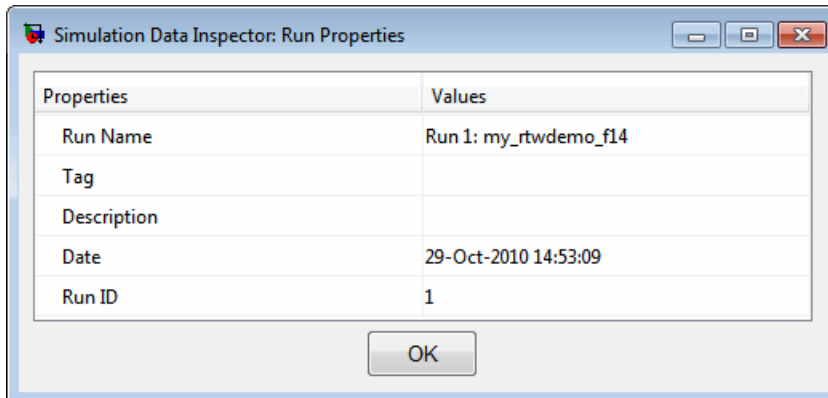 Simulation Data Inspector: Run Properties
Properties Values
Run Name Run 1: my_rtwdemo_f14
Tag
Description
Date 29-Oct-2010 14:53:09
Run ID 1
OK